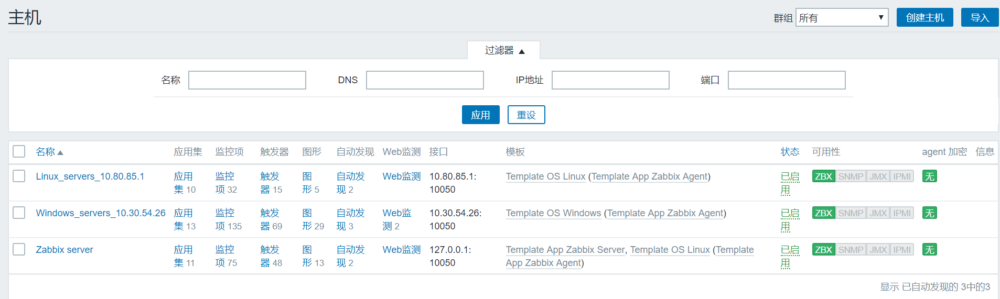 主机
群组 所有 创建主机 导入
过滤器
名称 DNS IP地址 端口
应用 重设
名称 应用集 监控项 触发器 图形 自动发现 Web监测 接口 模板 状态 可用性 agent 加密 信息
Linux_servers_10.80.85.1 应用 监控 触发 图 自动发 Web监测 10.80.85.1: Template OS Linux (Template App Zabbix Agent) 已启 ZBX SNMP JMX IPMI 无
集 10 项 32 器 15 形 5 现 2 10050 用
Windows_servers_10.30.54.26 应用 监控 触发 图 自动发 Web监 10.30.54.26: Template OS Windows (Template App Zabbix Agent) 已启 ZBX SNMP JMX IPMI 无
集 13 项 135 器 69 形 29 现 3 测 2 10050 用
Zabbix server 应用 监控 触发 图 自动发 Web监测 127.0.0.1: Template App Zabbix Server, Template OS Linux (Template 已启 ZBX SNMP JMX IPMI 无
集 11 项 75 器 48 形 13 现 2 10050 App Zabbix Agent) 用
显示 已自动发现的 3中的3